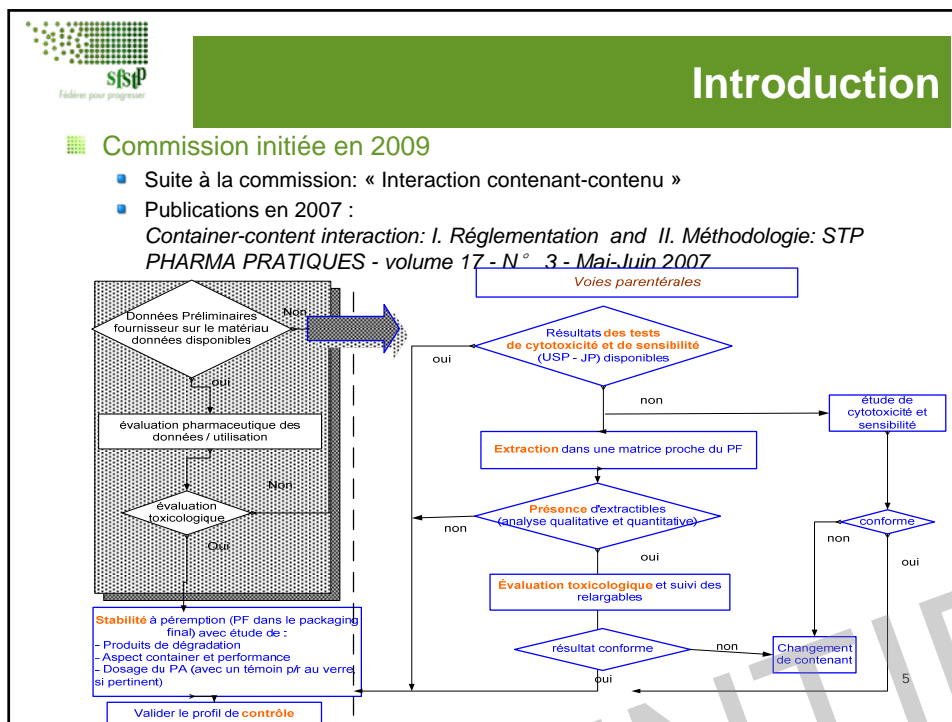 sfstp
Fédérer pour progresser
Introduction
Commission initiée en 2009
Suite à la commission: « Interaction contenant-contenu »
Publications en 2007 :
Container-content interaction: I. Réglementation and II. Méthodologie: STP
PHARMA PRATIQUES - volume 17 - N° 3 - Mai-Juin 2007
Données Préliminaires
fournisseur sur le matériau
données disponibles
Non
oui
évaluation pharmaceutique des
données / utilisation
Non
évaluation
toxicologique
Oui
Stabilité à péremption (PF dans le packaging
final) avec étude de :
– Produits de dégradation
– Aspect container et performance
– Dosage du PA (avec un témoin p/r au verre,
si pertinent)
Valider le profil de contrôle
Voies parentérales
Résultats des tests
de cytotoxicité et de sensibilité
(USP - JP) disponibles
oui
non
étude de
cytotoxicité et
sensibilité
Extraction dans une matrice proche du PF
Présence d'extractibles
(analyse qualitative et quantitative)
non
oui
conforme
non
oui
Évaluation toxicologique et suivi des
relargables
résultat conforme
non
oui
Changement
de contenant
5